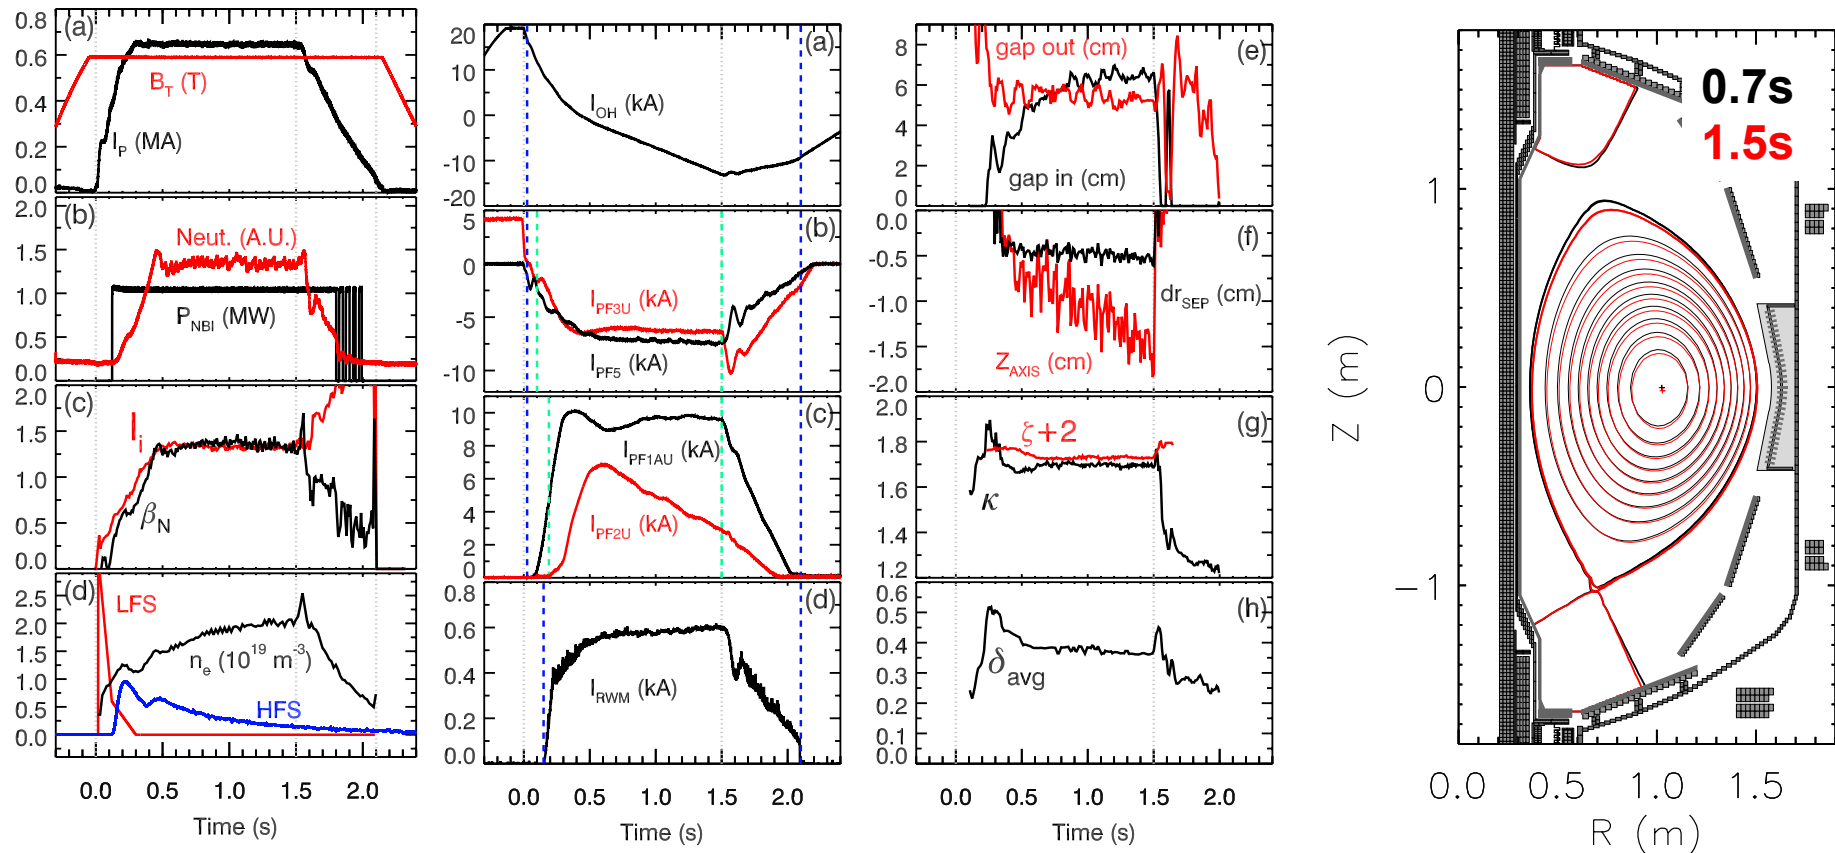 (a)
0.8
0.6
0.4
0.2
0.0
B_T (T)
I_P (MA)
(b)
2.0
1.5
1.0
0.5
0.0
Neut. (A.U.)
P_NBI (MW)
(c)
2.0
1.5
1.0
0.5
0.0
l_i
β_N
(d)
2.5
2.0
1.5
1.0
0.5
0.0
LFS
n_e (10^19 m^-3)
HFS
0.0 0.5 1.0 1.5 2.0
Time (s)
(a)
20
10
0
-10
-20
I_OH (kA)
(b)
5
0
-5
-10
I_PF3U (kA)
I_PF5 (kA)
(c)
10
8
6
4
2
0
I_PF1AU (kA)
I_PF2U (kA)
(d)
0.6
0.4
0.2
0.0
I_RWM (kA)
0.0 0.5 1.0 1.5 2.0
Time (s)
(e)
8
6
4
2
0
gap out (cm)
gap in (cm)
(f)
0.0
-0.5
-1.0
-1.5
-2.0
dr_SEP (cm)
Z_AXIS (cm)
(g)
2.0
1.8
1.6
1.4
1.2
ζ+2
κ
(h)
0.6
0.5
0.4
0.3
0.2
0.1
0.0
δ_avg
0.0 0.5 1.0 1.5 2.0
Time (s)
0.7s
1.5s
1
0
-1
Z (m)
0.0 0.5 1.0 1.5
R (m)